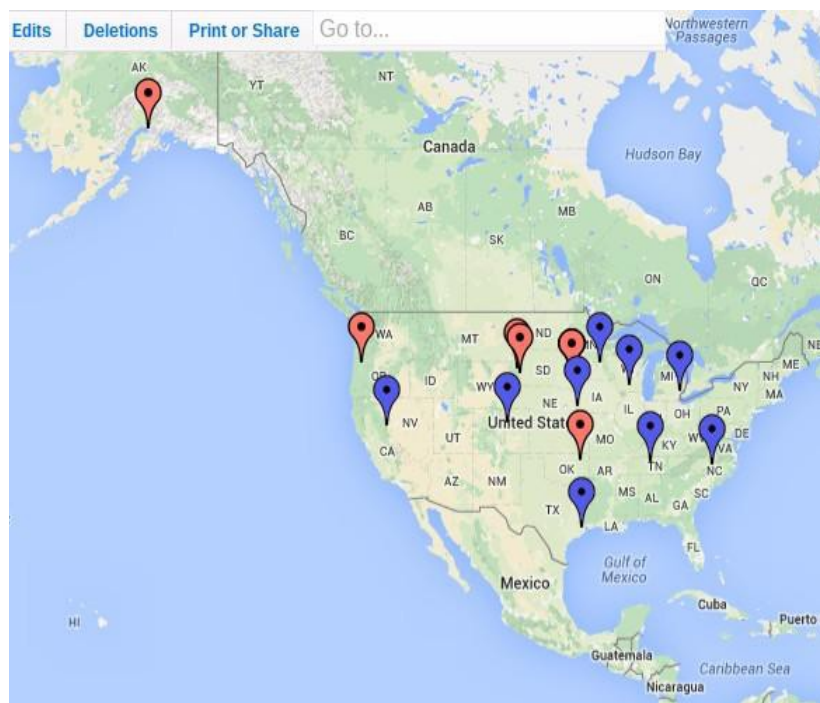 Edits
Deletions
Print or Share
Go to...
Northwestern
Passages
AK
YT
NT
Canada
Hudson Bay
AB
MB
BC
SK
ON
QC
WA
MT
ND
NE
ME
ID
WY
SD
MI
NH
NY
MA
NE
IA
IL
OH
PA
NV
United Stat
MO
KY
DE
VA
CA
UT
OK
AR
TN
NC
AZ
NM
MS
AL
SC
GA
TX
LA
FL
Gulf of
Mexico
Mexico
Cuba
HI
Puerto
Guatemala
Caribbean Sea
Nicaragua